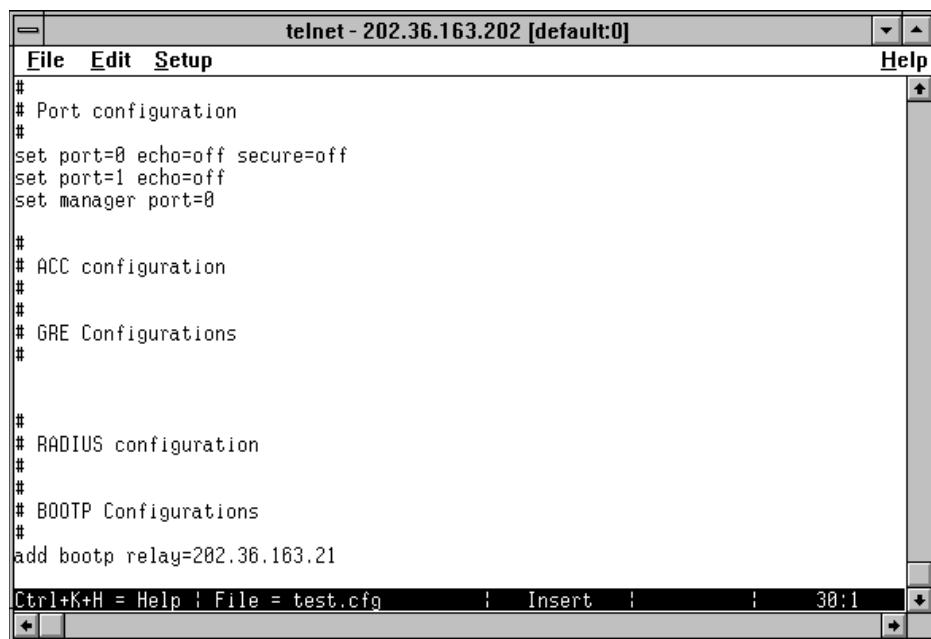 telnet - 202.36.163.202 [default:0]
File Edit Setup Help
#
# Port configuration
#
set port=0 echo=off secure=off
set port=1 echo=off
set manager port=0
#
# ACC configuration
#
#
# GRE Configurations
#
#
# RADIUS configuration
#
#
# BOOTP Configurations
#
add bootp relay=202.36.163.21
Ctrl+K+H = Help ¦ File = test.cfg ¦ Insert ¦ ¦ 30:1